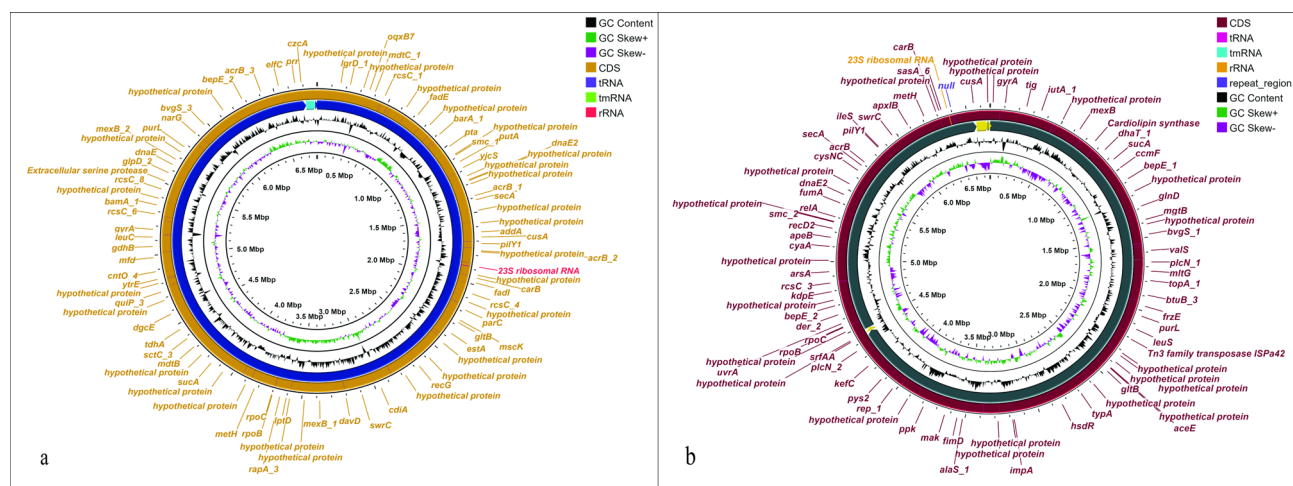 GC Content
GC Skew+
GC Skew-
CDS
tRNA
tmRNA
rRNA
czcA
prr
elfC
acrB_3
bepE_2
hypothetical protein
bvgS_3
narG
purL
mexB_2
hypothetical protein
dnaE
glpD_2
Extracellular serine protease
rcsC_8
hypothetical protein
bamA_1
rcsC_6
leuC
gdhB
mfd
cntO_4
ytrE
hypothetical protein
quiP_3
hypothetical protein
dgcE
tdhA
sctC_3
mdtB
hypothetical protein
sucA
hypothetical protein
metH
rpoC
rpoB
lptD
hypothetical protein
hypothetical protein
rapA_3
mexB_1
davD
swrC
cdiA
hypothetical protein
recG
hypothetical protein
estA
mscK
gltB
parC
hypothetical protein
rcsC_4
fadI
carB
hypothetical protein
23S ribosomal RNA
acrB_2
hypothetical protein
pilY1
cusA
addA
hypothetical protein
hypothetical protein
secA
acrB_1
hypothetical protein
hypothetical protein
yjcS
dnaE2
hypothetical protein
smc_1
putA
pta
barA_1
fadE
hypothetical protein
rcsC_1
hypothetical protein
mdtC_1
oqxB7
lgrD_1
hypothetical protein
6.5 Mbp
0.5 Mbp
1.0 Mbp
1.5 Mbp
2.0 Mbp
2.5 Mbp
3.0 Mbp
3.5 Mbp
4.0 Mbp
4.5 Mbp
5.0 Mbp
5.5 Mbp
6.0 Mbp
a
CDS
tRNA
tmRNA
rRNA
repeat_region
GC Content
GC Skew+
GC Skew-
carB
23S ribosomal RNA
sasA_6
hypothetical protein
null
cusA
metH
apxIB
swrC
ileS
pilY1
secA
acrB
cysNC
dnaE2
fumA
relA
hypothetical protein
smc_2
recD2
apeB
cyaA
hypothetical protein
arsA
rcsC_3
kdpE
hypothetical protein
bepE_2
der_2
rpoC
rpoB
hypothetical protein
uvrA
hypothetical protein
srfAA
plcN_2
kefC
pys2
rep_1
hypothetical protein
ppk
mak
fimD
alaS_1
hypothetical protein
hypothetical protein
impA
hsdR
typA
hypothetical protein
aceE
hypothetical protein
gltB
hypothetical protein
hypothetical protein
Tn3 family transposase ISPa42
leuS
purL
frzE
btuB_3
topA_1
mltG
plcN_1
valS
bvgS_1
hypothetical protein
mgtB
glnD
hypothetical protein
bepE_1
ccmF
sucA
dhaT_1
Cardiolipin synthase
mexB
hypothetical protein
iutA_1
tig
gyrA
hypothetical protein
hypothetical protein
6.5 Mbp
0.5 Mbp
1.0 Mbp
1.5 Mbp
2.0 Mbp
2.5 Mbp
3.0 Mbp
3.5 Mbp
4.0 Mbp
4.5 Mbp
5.0 Mbp
5.5 Mbp
6.0 Mbp
b